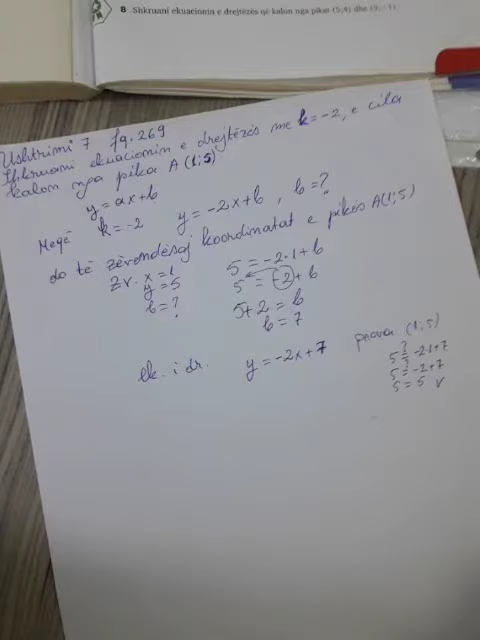 8 Shkruani ekuacionin e drejtëzës që kalon nga pikat (5;4) dhe
Ushtrimi 7 fq. 269
Shkruani ekuacionin e drejtëzës me k=-2, e cila
kalon nga pika A(1;5)
y=ax+b
Meqë k=-2 y=-2x+b, b=?
do të zëvendësoj koordinatat e pikës A(1;5)
Zv. x=1 5=-2·1+b
y=5 5=-2+b
b=? 5+2=b
b=7
Ek. i dr. y=-2x+7 prova (1;5)
5?=-2·1+7
5?=-2+7
5=5 v